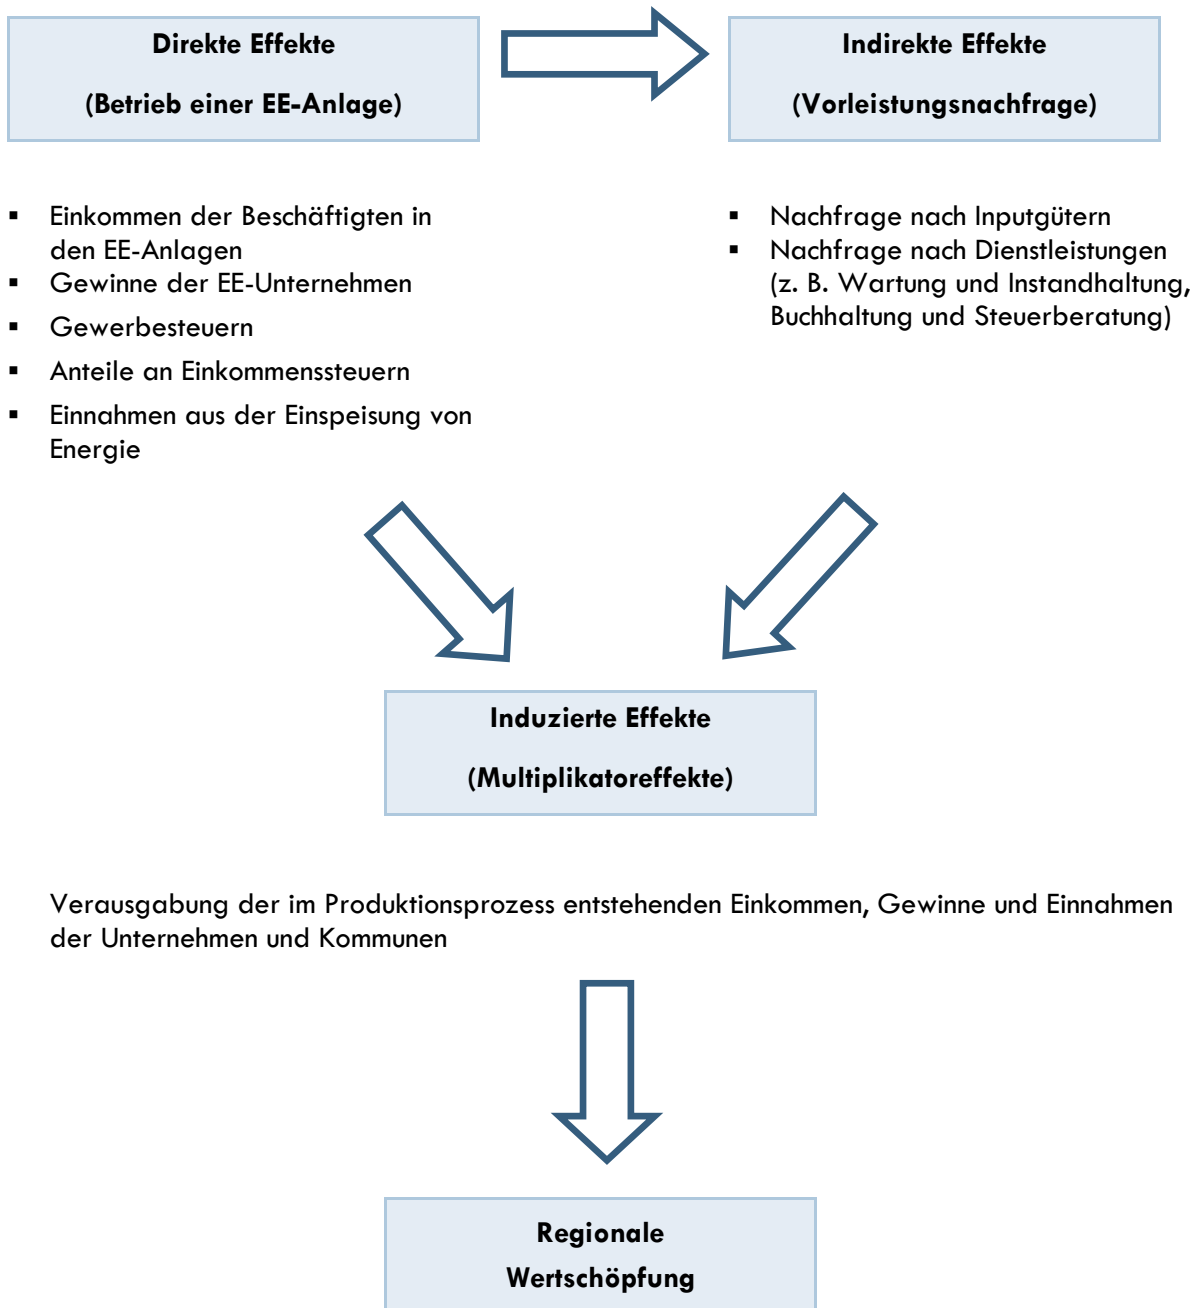 Direkte Effekte
(Betrieb einer EE-Anlage)
Indirekte Effekte
(Vorleistungsnachfrage)
▪ Einkommen der Beschäftigten in
den EE-Anlagen
▪ Gewinne der EE-Unternehmen
▪ Gewerbesteuern
▪ Anteile an Einkommenssteuern
▪ Einnahmen aus der Einspeisung von
Energie
▪ Nachfrage nach Inputgütern
▪ Nachfrage nach Dienstleistungen
(z. B. Wartung und Instandhaltung,
Buchhaltung und Steuerberatung)
Induzierte Effekte
(Multiplikatoreffekte)
Verausgabung der im Produktionsprozess entstehenden Einkommen, Gewinne und Einnahmen
der Unternehmen und Kommunen
Regionale
Wertschöpfung